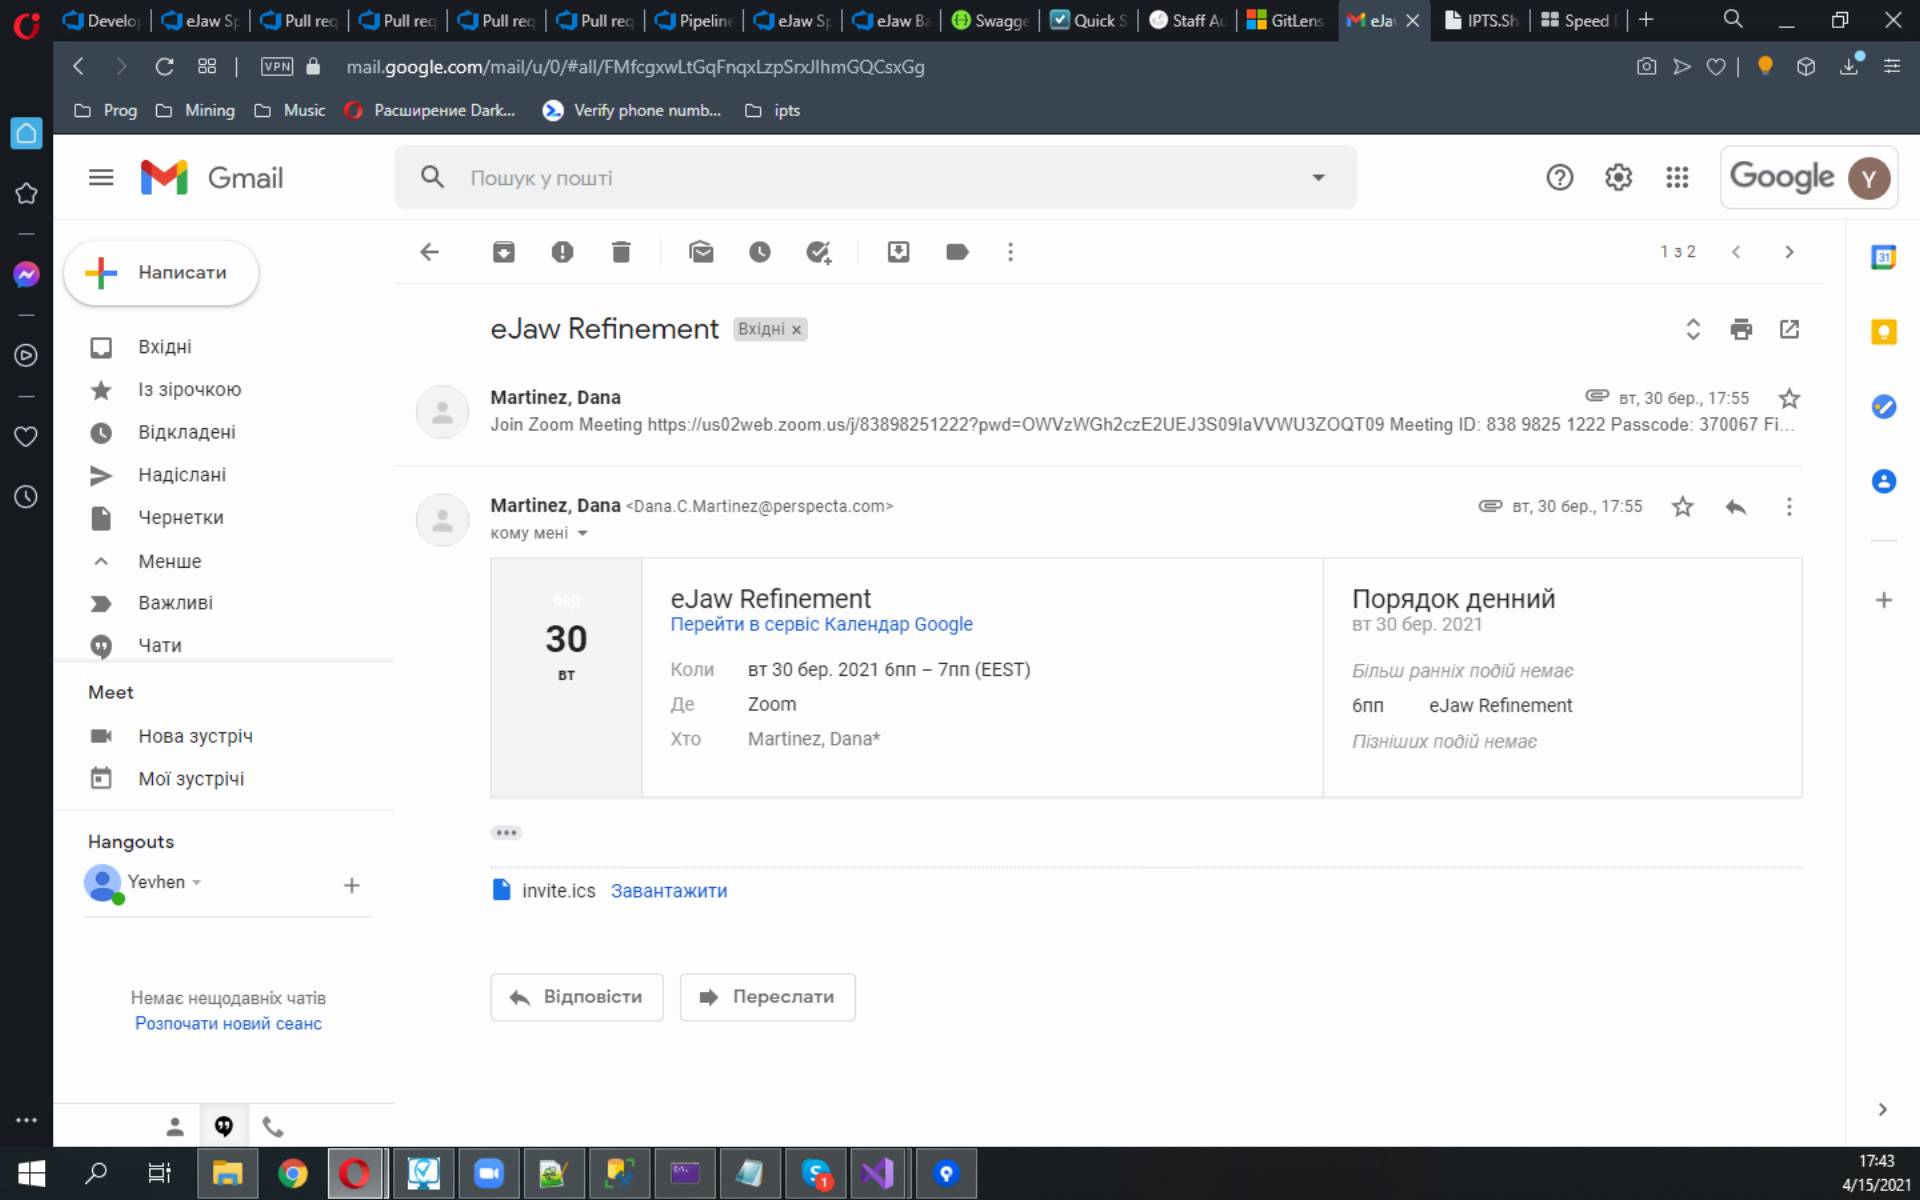 Develo
eJaw Sp
Pull req
Pull req
Pull req
Pull req
Pipeline
eJaw Sp
eJaw Ba
Swagge
Quick S
Staff Au
GitLens
eJa
IPTS.Sh
Speed
VPN
mail.google.com/mail/u/0/#all/FMfcgxwLtGqFnqxLzpSrxJlhmGQCsxGg
Prog
Mining
Music
Расширение Dark...
Verify phone numb...
ipts
Gmail
Пошук у пошті
Google
Y
Написати
1 з 2
31
eJaw Refinement
Вхідні ×
Вхідні
Із зірочкою
Відкладені
Надіслані
Чернетки
Менше
Важливі
Чати
Martinez, Dana
вт, 30 бер., 17:55
Join Zoom Meeting https://us02web.zoom.us/j/83898251222?pwd=OWVzWGh2czE2UEJ3S09IaVVWU3ZOQT09 Meeting ID: 838 9825 1222 Passcode: 370067 Fi...
Martinez, Dana <Dana.C.Martinez@perspecta.com>
вт, 30 бер., 17:55
кому мені
бер
30
вт
eJaw Refinement
Перейти в сервіс Календар Google
Коли вт 30 бер. 2021 6пп – 7пп (EEST)
Де Zoom
Хто Martinez, Dana*
Порядок денний
вт 30 бер. 2021
Більш ранніх подій немає
6пп eJaw Refinement
Пізніших подій немає
Meet
Нова зустріч
Мої зустрічі
Hangouts
Yevhen
Немає нещодавніх чатів
Розпочати новий сеанс
invite.ics Завантажити
Відповісти
Переслати
1
17:43
4/15/2021